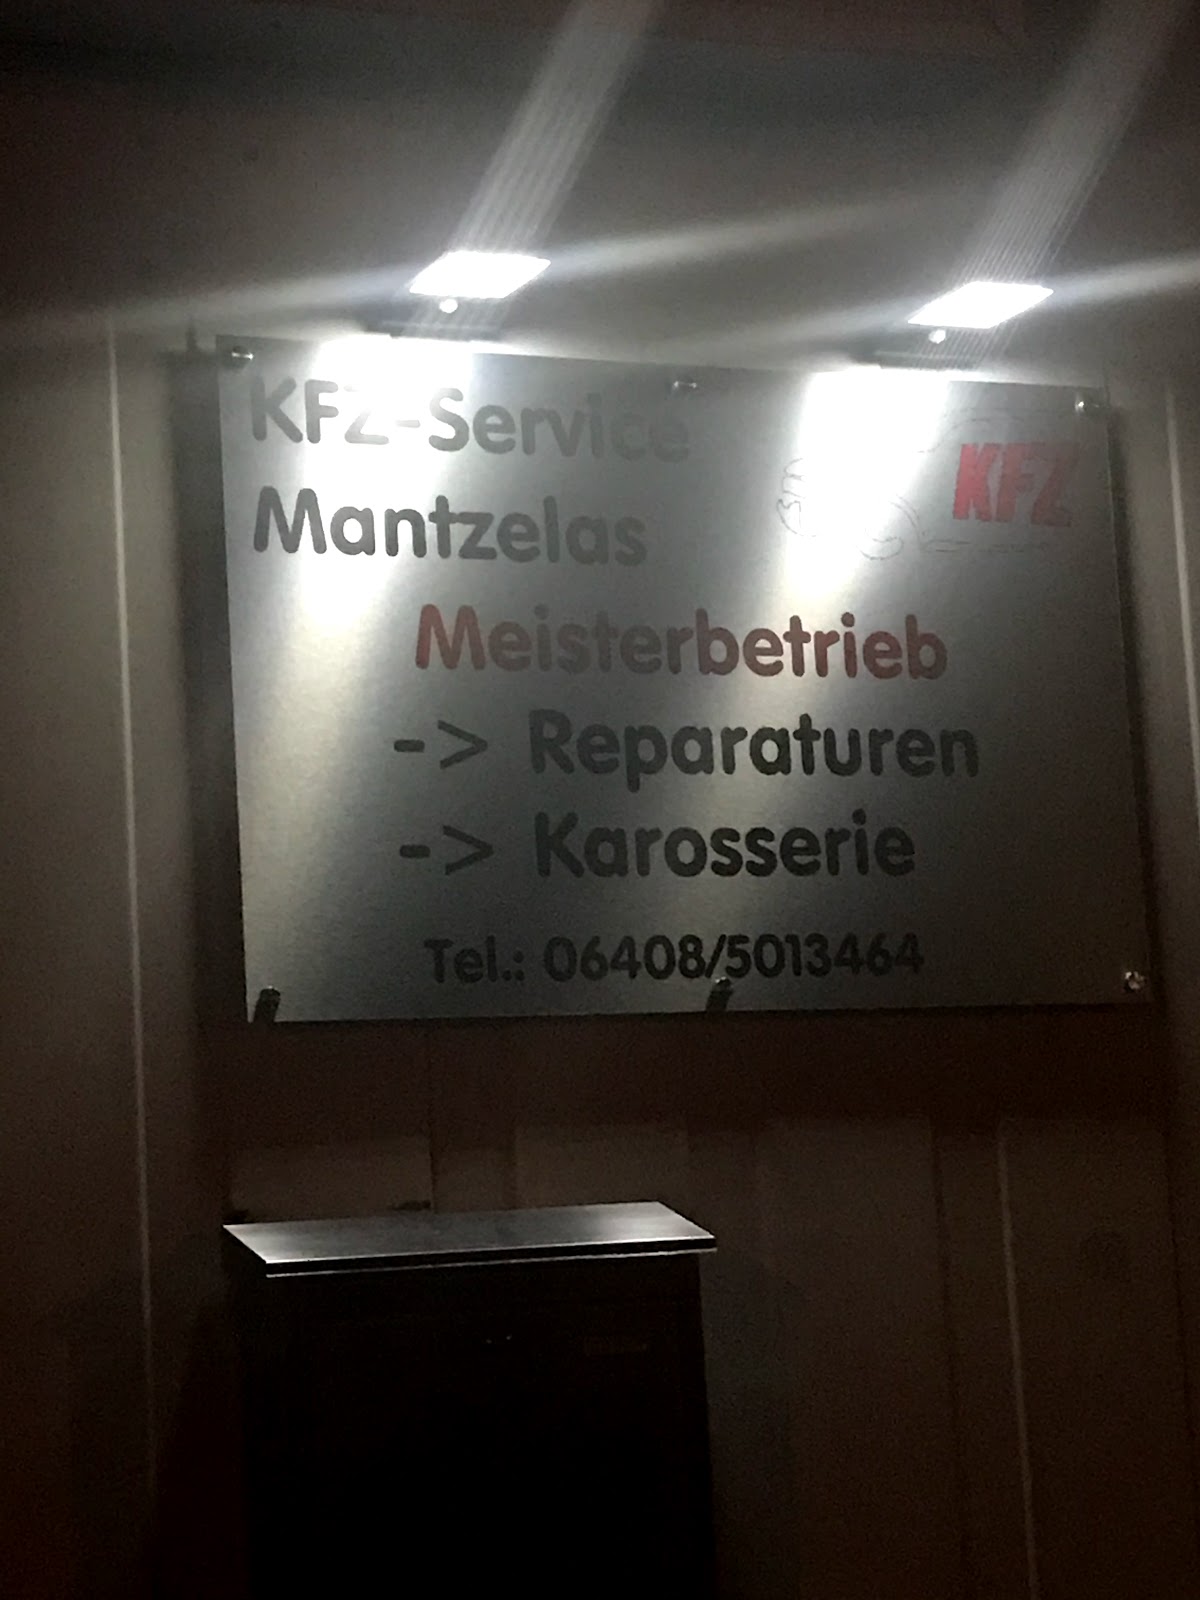 KFZ-Service
KFZ
Mantzelas
Meisterbetrieb
-> Reparaturen
-> Karosserie
Tel.: 06408/5013464